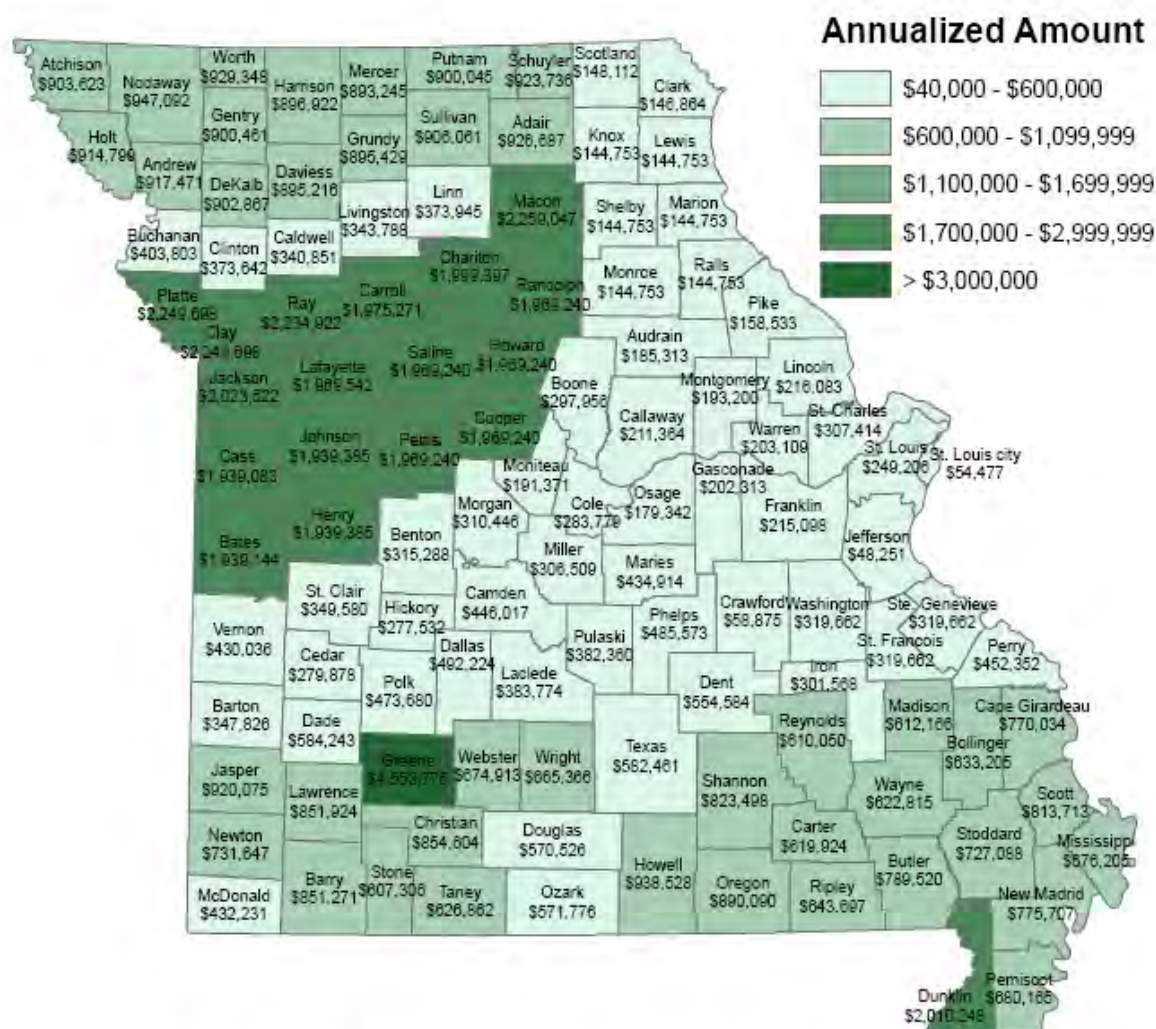 Annualized Amount
$40,000 - $600,000
$600,000 - $1,099,999
$1,100,000 - $1,699,999
$1,700,000 - $2,999,999
> $3,000,000
Atchison
$903,623
Nodaway
$947,092
Worth
$929,348
Harrison
$896,922
Mercer
$893,245
Putnam
$900,045
Schuyler
$923,736
Scotland
$148,112
Clark
$146,864
Holt
$914,799
Andrew
$917,471
Gentry
$900,461
DeKalb
$902,867
Daviess
$895,216
Grundy
$895,429
Sullivan
$906,061
Adair
$926,687
Knox
$144,753
Lewis
$144,753
Buchanan
$403,803
Clinton
$373,642
Caldwell
$340,851
Livingston
$343,788
Linn
$373,945
Macon
$2,259,047
Shelby
$144,753
Marion
$144,753
Platte
$2,249,698
Clay
Ray
$2,234,922
Carroll
$1,975,271
Chariton
$1,999,397
Randolph
$1,969,240
Monroe
$144,753
Ralls
$144,753
Pike
$158,533
Jackson
$2,023,522
Lafayette
Saline
$1,969,240
Howard
$1,969,240
Boone
$297,956
Audrain
$185,313
Callaway
$211,364
Montgomery
$193,200
Lincoln
$216,083
Warren
$203,109
St. Charles
$307,414
St. Louis
$249,206
St. Louis city
$54,477
Cass
$1,939,083
Johnson
$1,939,385
Pettis
$1,969,240
Cooper
$1,969,240
Moniteau
$191,371
Morgan
$310,446
Cole
$283,779
Osage
$179,342
Gasconade
$202,313
Franklin
$215,098
Jefferson
$48,251
Bates
$1,939,144
Henry
$1,939,385
Benton
$315,288
Miller
$306,509
Maries
$434,914
St. Clair
$349,580
Hickory
$277,532
Camden
$446,017
Pulaski
$382,360
Phelps
$485,573
Crawford
$58,875
Washington
$319,662
Ste. Genevieve
$319,662
St. Francois
$319,662
Perry
$452,352
Vernon
$430,036
Cedar
$279,878
Polk
$473,680
Dallas
$492,224
Laclede
$383,774
Dent
$554,584
Iron
$301,568
Barton
$347,826
Dade
$584,243
Greene
Webster
$674,913
Wright
$665,366
Texas
$582,461
Reynolds
$610,050
Madison
$612,166
Cape Girardeau
$770,034
Bollinger
$633,205
Jasper
$920,075
Lawrence
$851,924
Shannon
$823,498
Wayne
$622,815
Scott
$813,713
Newton
$731,647
Christian
$854,604
Douglas
$570,526
Carter
$619,924
Stoddard
$727,088
Mississippi
$676,205
McDonald
$432,231
Barry
$851,271
Stone
$607,306
Taney
$626,862
Ozark
$571,776
Howell
$938,528
Oregon
$890,090
Ripley
$643,697
Butler
$789,520
New Madrid
$775,707
Dunklin
$2,010,248
Pemiscot
$680,165